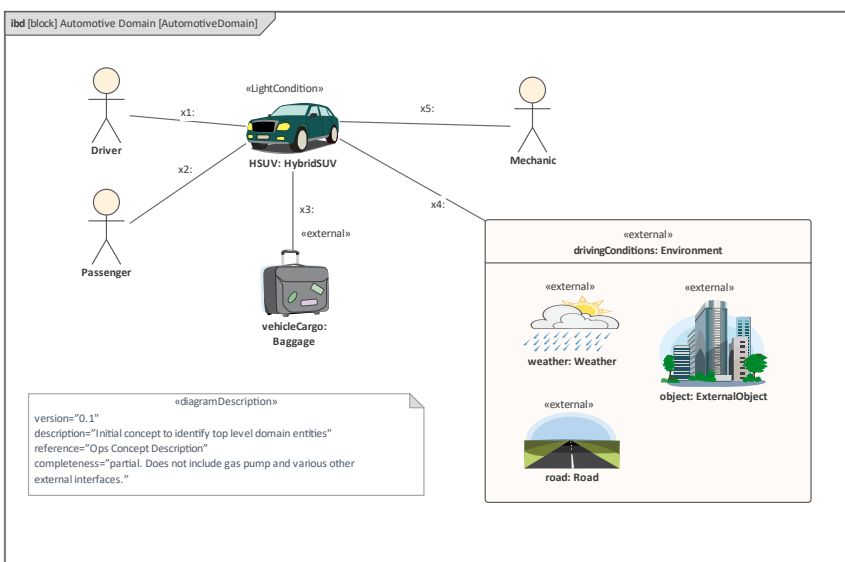 ibd [block] Automotive Domain [AutomotiveDomain]
«LightCondition»
x1:
x5:
Driver
HSUV: HybridSUV
Mechanic
x2:
x3:
x4:
«external»
Passenger
vehicleCargo:
Baggage
«external»
drivingConditions: Environment
«external»
weather: Weather
«external»
object: ExternalObject
«external»
road: Road
«diagramDescription»
version="0.1"
description="Initial concept to identify top level domain entities"
reference="Ops Concept Description"
completeness="partial. Does not include gas pump and various other
external interfaces."